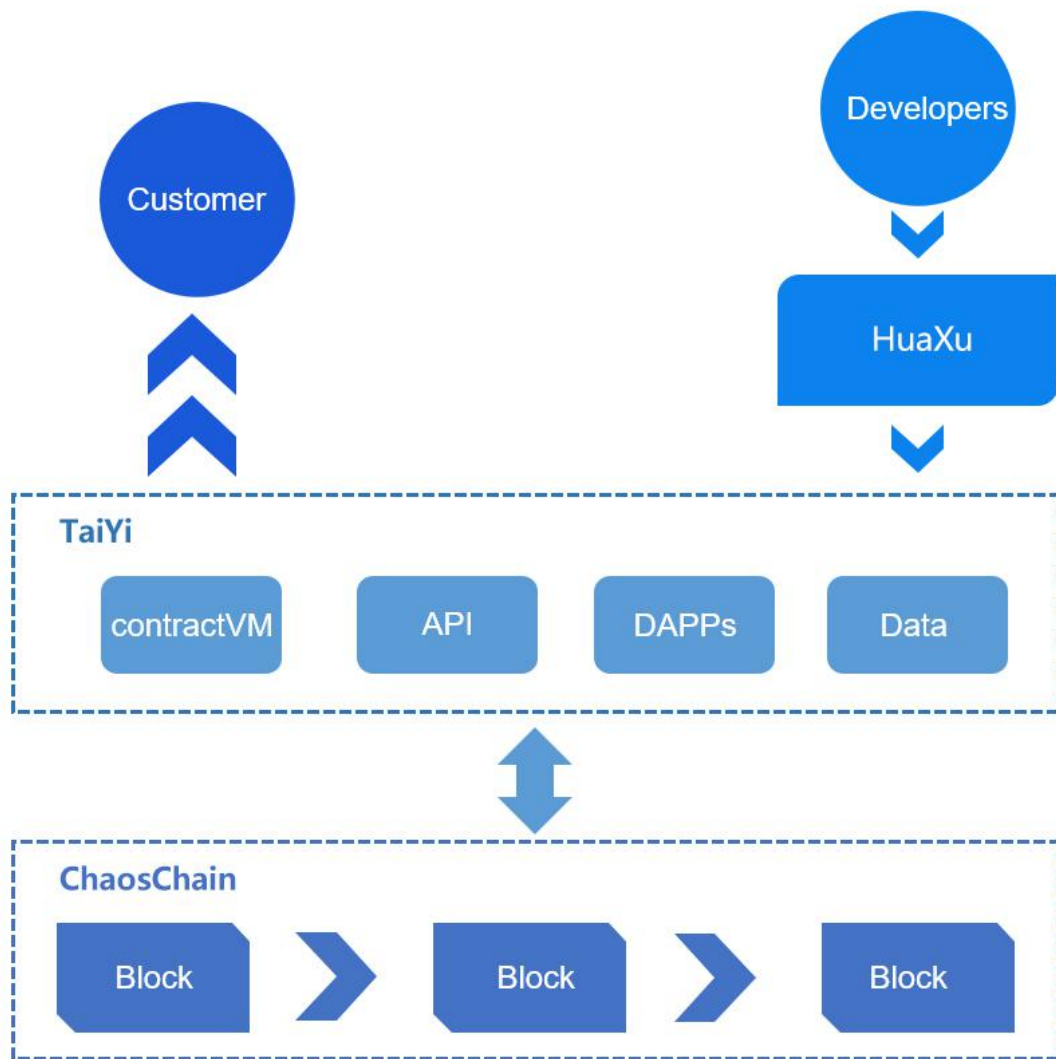 Developers
Customer
HuaXu
TaiYi
contractVM
API
DAPPs
Data
ChaosChain
Block
Block
Block